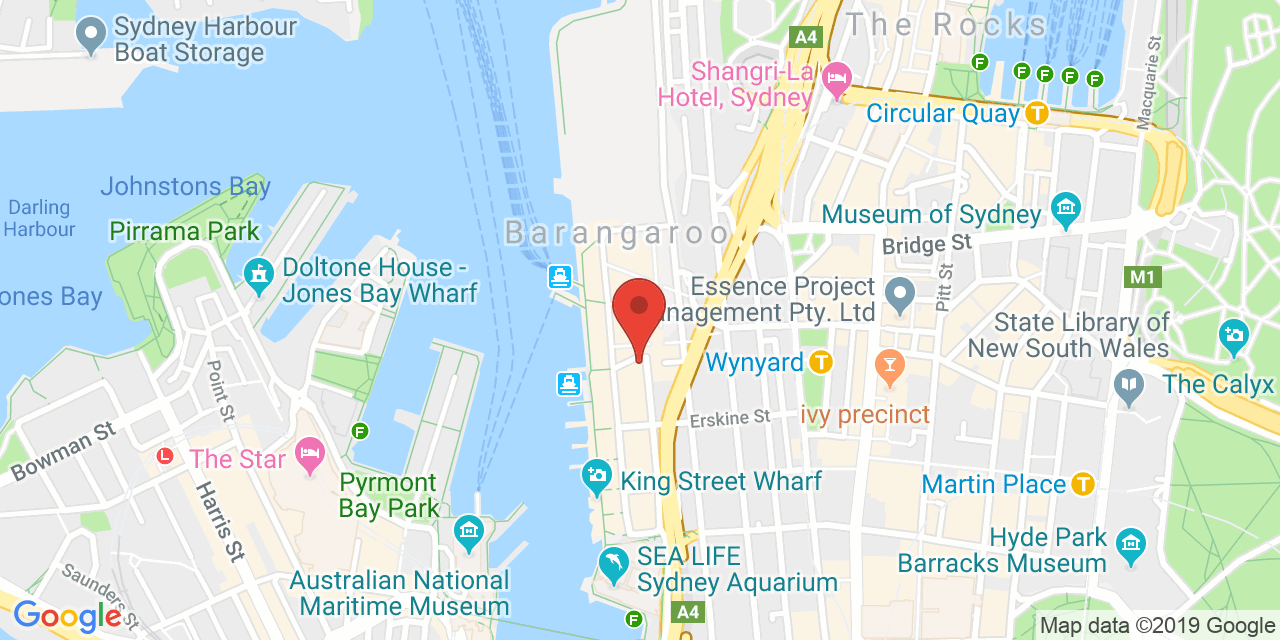 Sydney Harbour
Boat Storage
A4
The Rocks
Shangri-La
Hotel, Sydney
F
F
F
F
F
Macquarie St
Circular Quay
T
Johnstons Bay
Darling
Harbour
Pirrama Park
Museum of Sydney
Barangaroo
Bridge St
Doltone House -
Jones Bay Wharf
Jones Bay
Pitt St
M1
Essence Project
nagement Pty. Ltd
State Library of
New South Wales
Wynyard
T
The Calyx
Point St
ivy precinct
Erskine St
Bowman St
F
L
The Star
Pyrmont
Bay Park
King Street Wharf
Martin Place
T
Harris St
Hyde Park
Barracks Museum
SEA LIFE
Sydney Aquarium
Australian National
Maritime Museum
Saunders St
A4
F
Google
Map data ©2019 Google